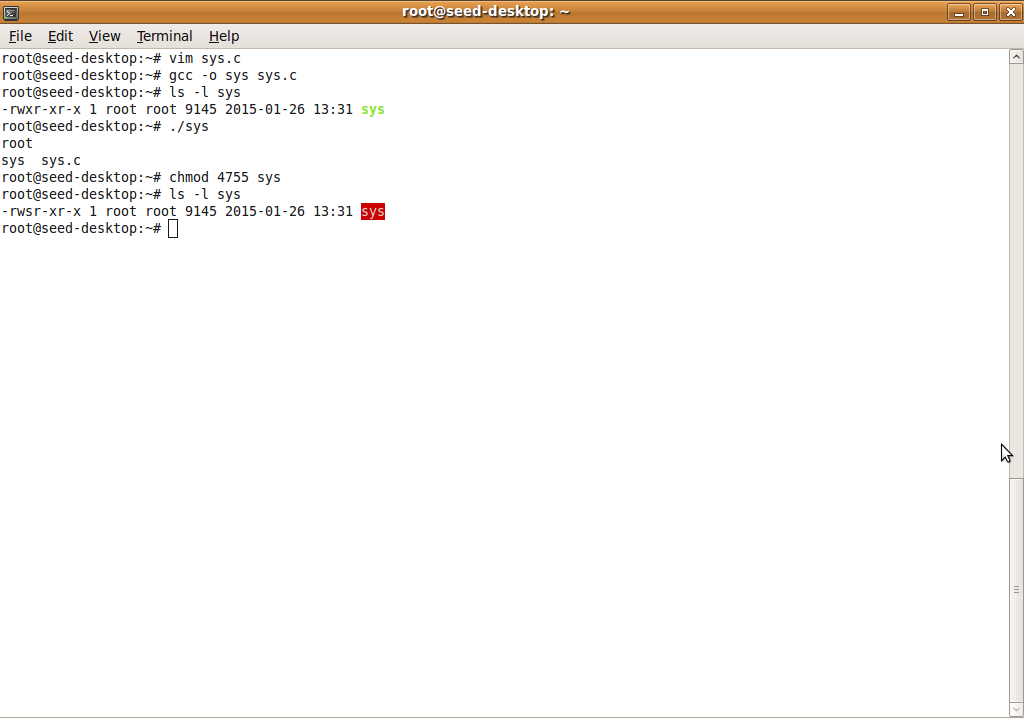 root@seed-desktop: ~
File Edit View Terminal Help
root@seed-desktop:~# vim sys.c
root@seed-desktop:~# gcc -o sys sys.c
root@seed-desktop:~# ls -l sys
-rwxr-xr-x 1 root root 9145 2015-01-26 13:31 sys
root@seed-desktop:~# ./sys
root
sys  sys.c
root@seed-desktop:~# chmod 4755 sys
root@seed-desktop:~# ls -l sys
-rwsr-xr-x 1 root root 9145 2015-01-26 13:31 sys
root@seed-desktop:~#